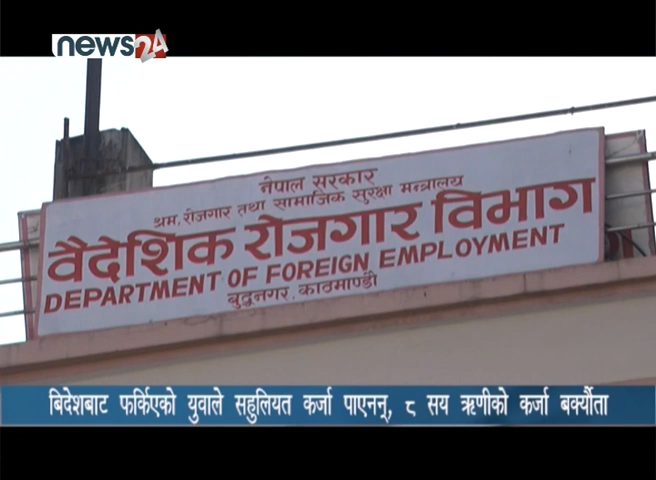 news24
नेपाल सरकार
श्रम, रोजगार तथा सामाजिक सुरक्षा मन्त्रालय
वैदेशिक रोजगार विभाग
DEPARTMENT OF FOREIGN EMPLOYMENT
बुद्धनगर, काठमाण्डौ
बिदेशबाट फर्किएको युवाले सहुलियत कर्जा पाएनन्, ८ सय ऋणीको कर्जा बर्क्यौता